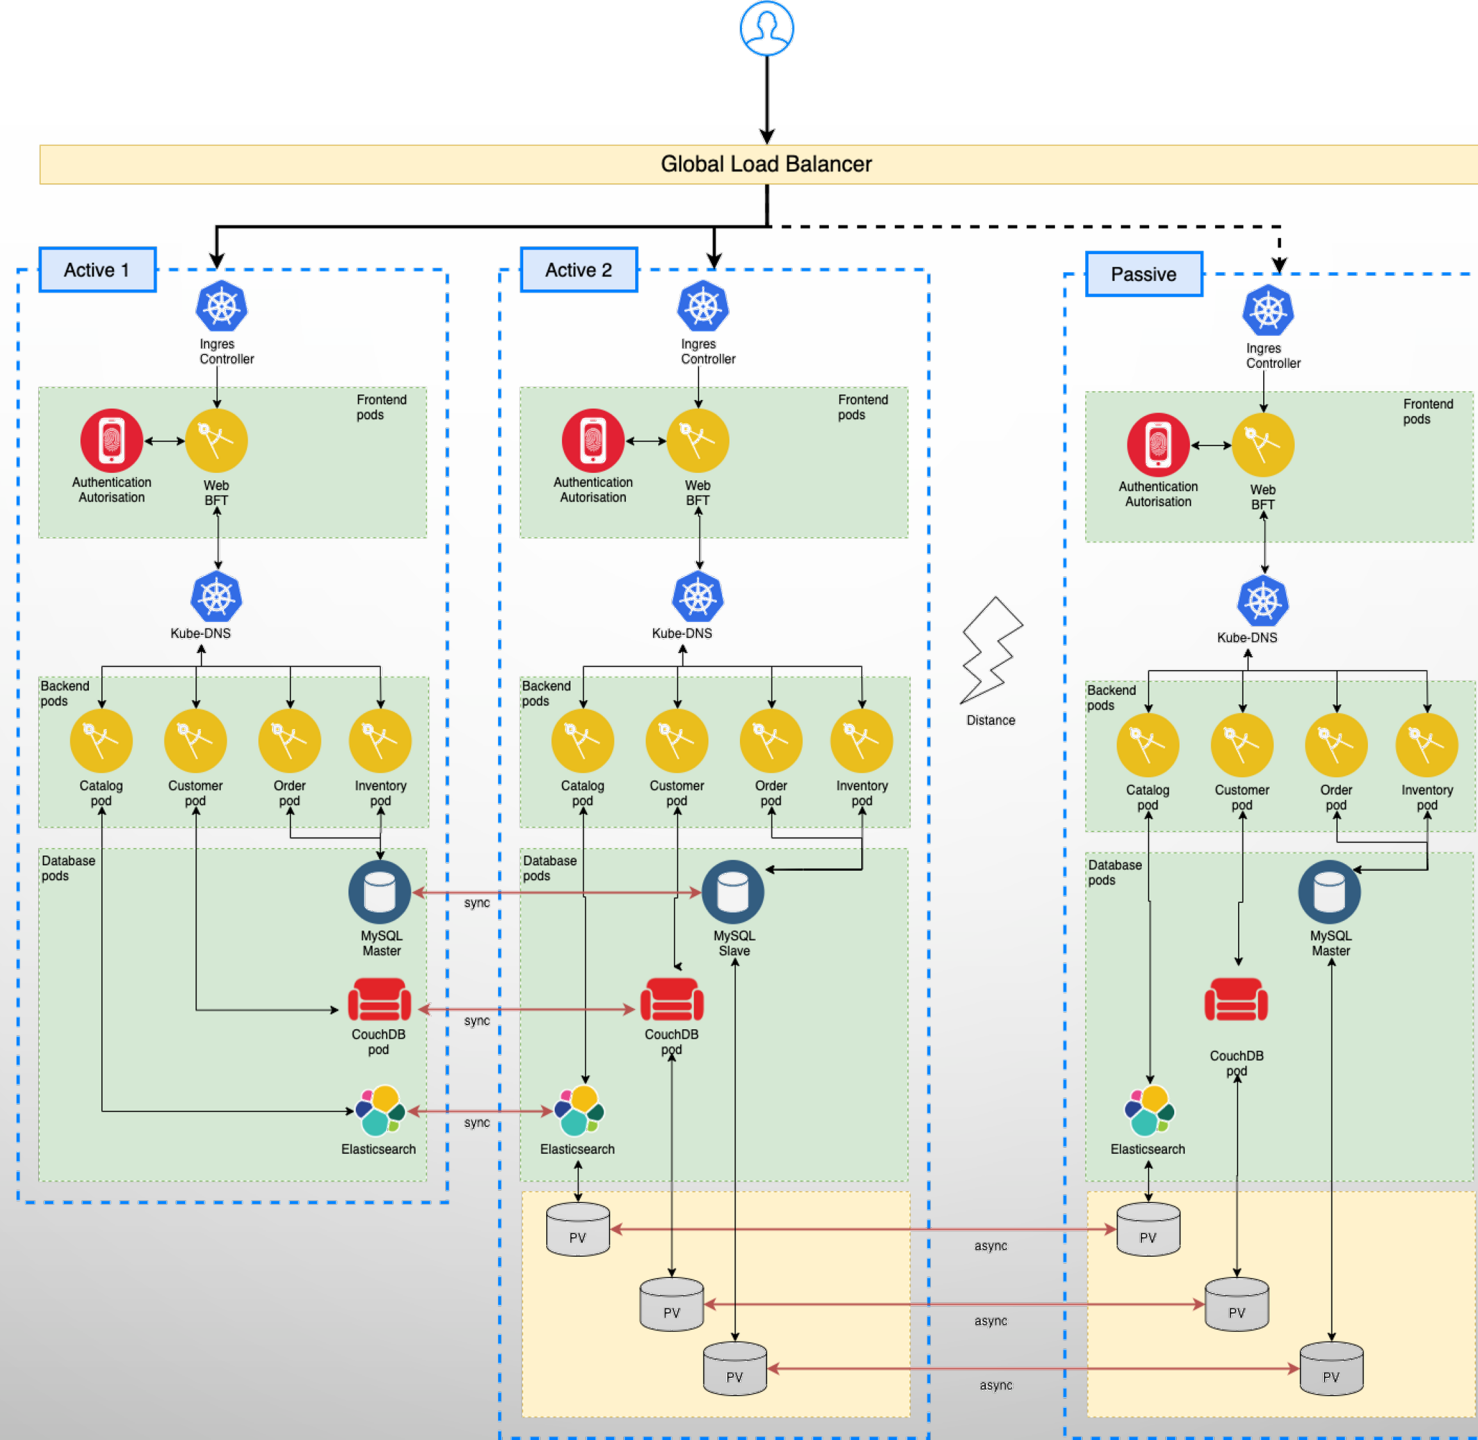 Global Load Balancer
Active 1
Active 2
Passive
Ingres
Controller
Ingres
Controller
Ingres
Controller
Frontend
pods
Frontend
pods
Frontend
pods
Authentication
Autorisation
Web
BFT
Authentication
Autorisation
Web
BFT
Authentication
Autorisation
Web
BFT
Kube-DNS
Kube-DNS
Kube-DNS
Distance
Backend
pods
Catalog
pod
Customer
pod
Order
pod
Inventory
pod
Backend
pods
Catalog
pod
Customer
pod
Order
pod
Inventory
pod
Backend
pods
Catalog
pod
Customer
pod
Order
pod
Inventory
pod
Database
pods
MySQL
Master
sync
Database
pods
MySQL
Slave
Database
pods
MySQL
Master
CouchDB
pod
sync
CouchDB
pod
CouchDB
pod
Elasticsearch
sync
Elasticsearch
Elasticsearch
PV
async
PV
PV
async
PV
PV
async
PV